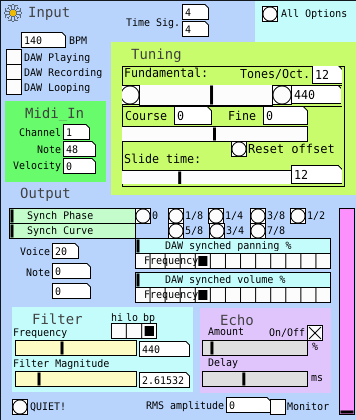 Input
Time Sig. 4
4
All Options
140 BPM
DAW Playing
DAW Recording
DAW Looping
Tuning
Fundamental: Tones/Oct. 12
440
Course 0 Fine 0
Reset offset
Slide time:
12
Midi_In
Channel 1
Note 48
Velocity 0
Output
Synch Phase 0 1/8 1/4 3/8 1/2
Synch Curve 5/8 3/4 7/8
Voice 20
Note 0
0
DAW synched panning %
Frequency
DAW synched volume %
Frequency
Filter hi lo bp
Frequency
440
Filter Magnitude
2.61532
Echo
Amount On/Off
%
Delay
ms
QUIET! RMS amplitude 0 Monitor